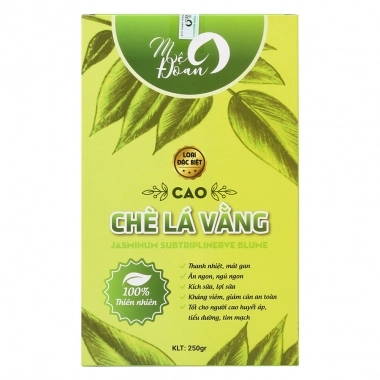 Mệ
Đoan
LOẠI
ĐẶC BIỆT
CAO
CHÈ LÁ VẰNG
JASMINUM SUBTRIPLINERVE BLUME
100%
Thiên nhiên
Thanh nhiệt, mát gan
Ăn ngon, ngủ ngon
Kích sữa, lợi sữa
Kháng viêm, giảm cân an toàn
Tốt cho người cao huyết áp,
tiểu đường, tim mạch
KLT: 250gr